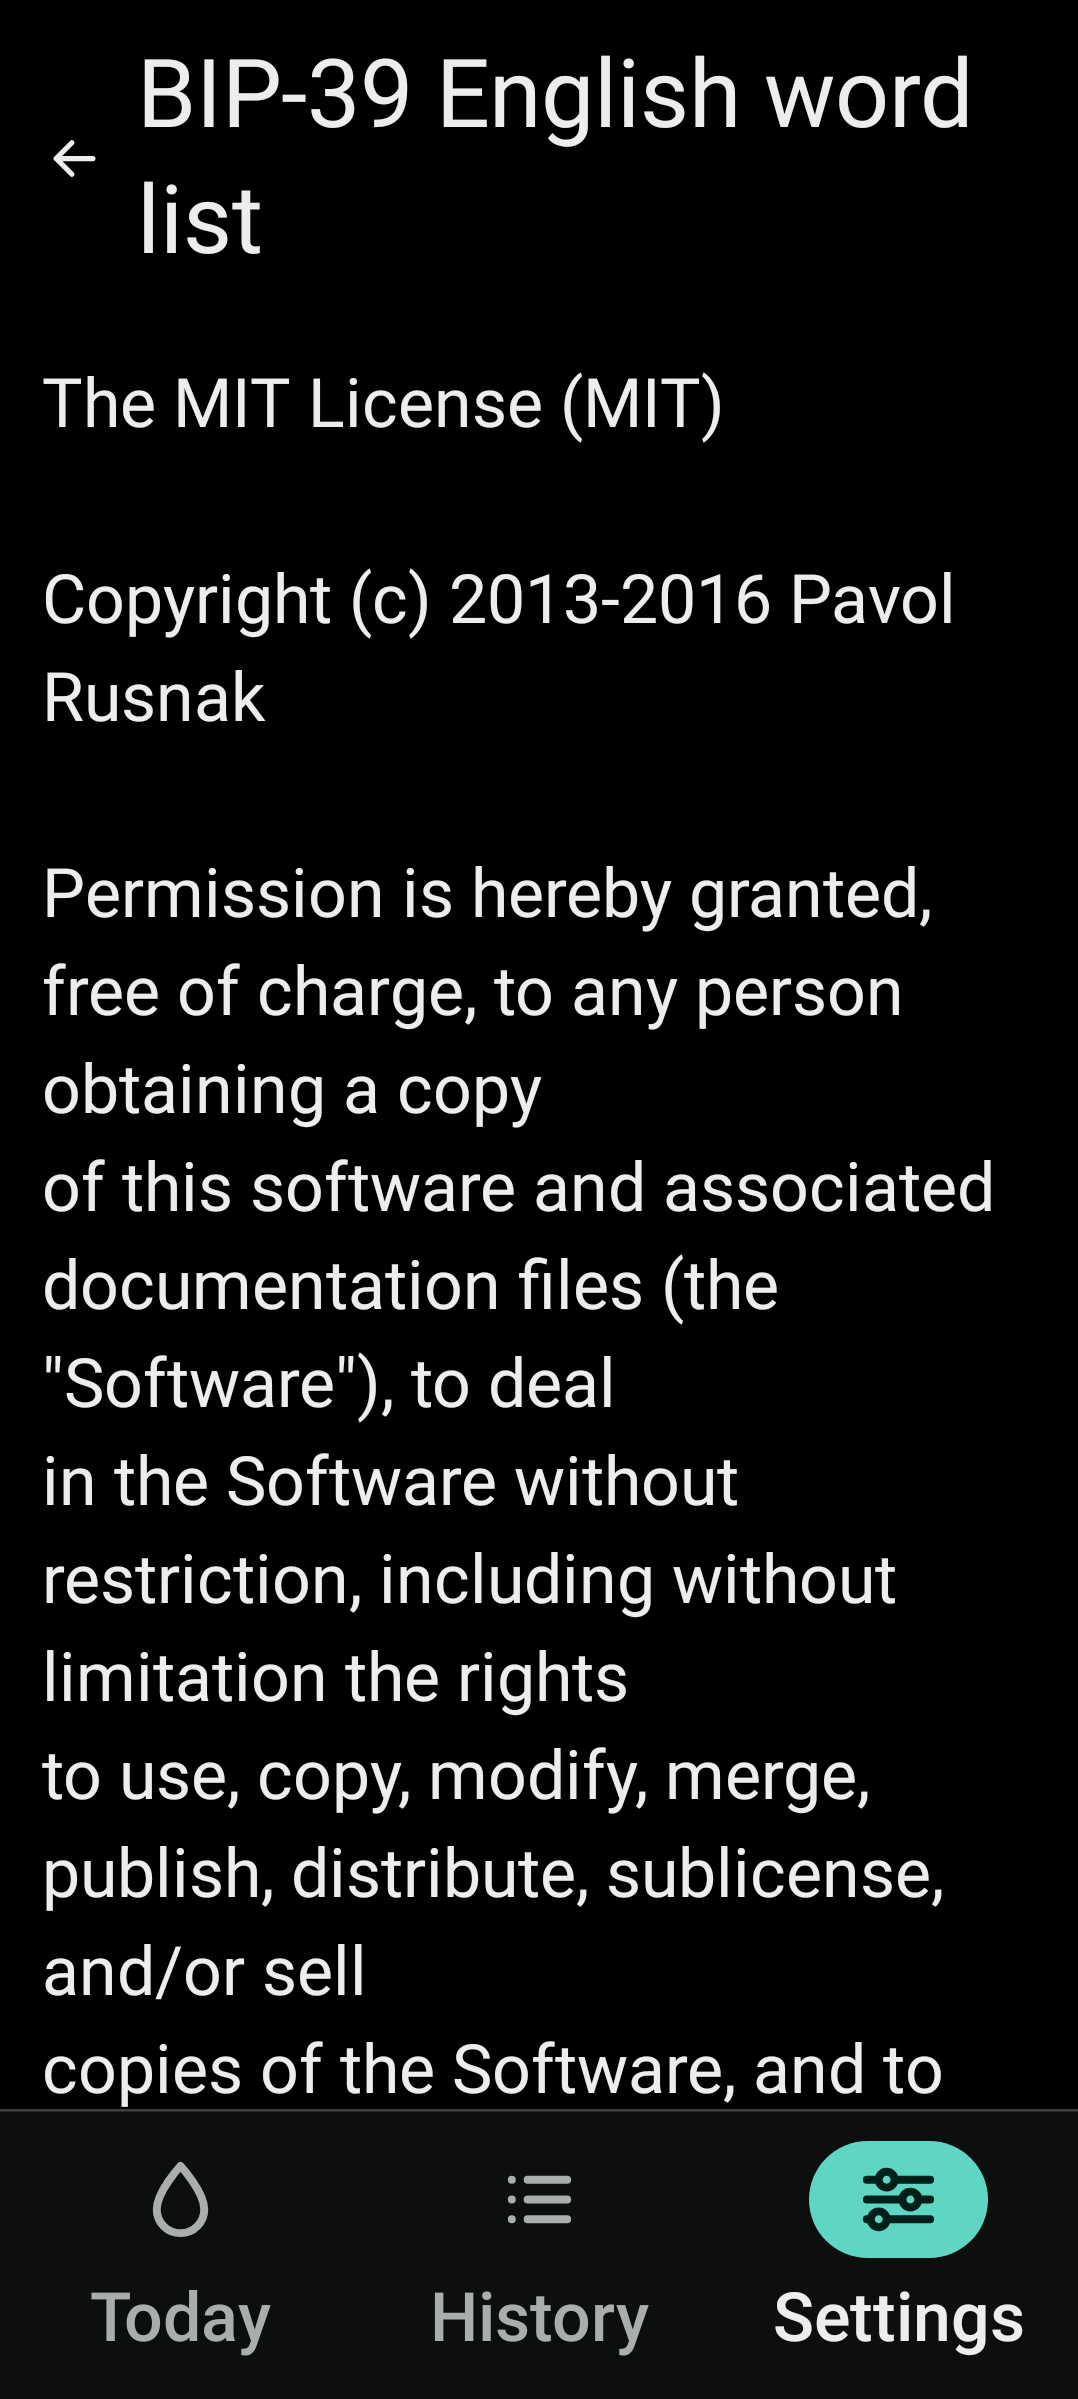 BIP-39 English word
list
The MIT License (MIT)
Copyright (c) 2013-2016 Pavol
Rusnak
Permission is hereby granted,
free of charge, to any person
obtaining a copy
of this software and associated
documentation files (the
"Software"), to deal
in the Software without
restriction, including without
limitation the rights
to use, copy, modify, merge,
publish, distribute, sublicense,
and/or sell
copies of the Software, and to
Today
History
Settings